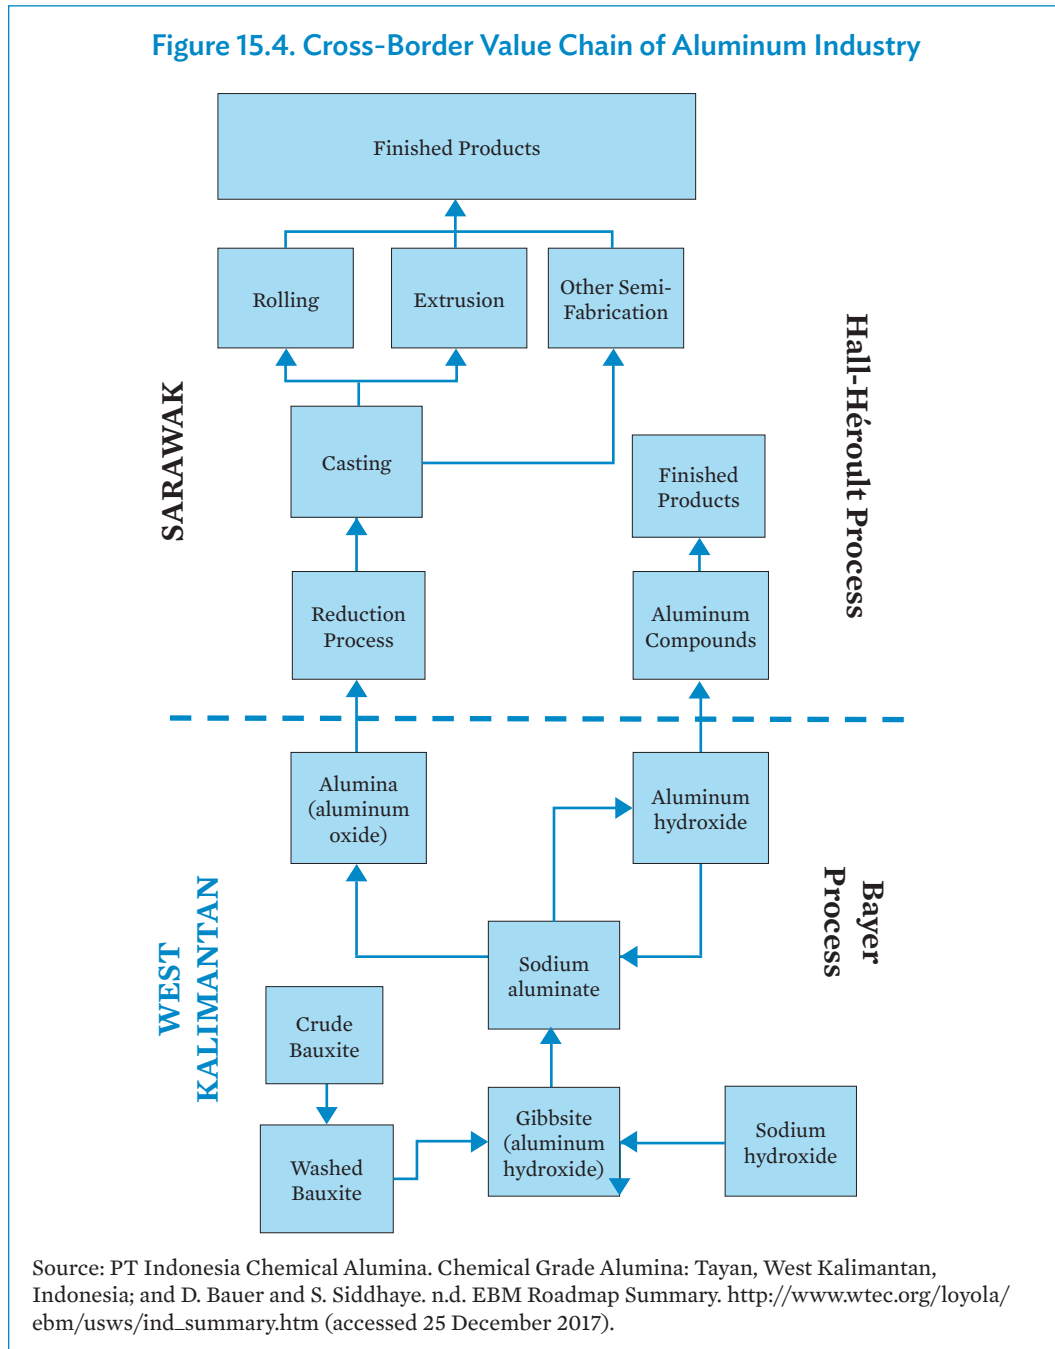 Figure 15.4. Cross-Border Value Chain of Aluminum Industry
Finished Products
Rolling
Extrusion
Other Semi-
Fabrication
SARAWAK
Hall-Héroult Process
Casting
Finished
Products
Reduction
Process
Aluminum
Compounds
Alumina
(aluminum
oxide)
Aluminum
hydroxide
WEST
KALIMANTAN
Bayer
Process
Sodium
aluminate
Crude
Bauxite
Washed
Bauxite
Gibbsite
(aluminum
hydroxide)
Sodium
hydroxide
Source: PT Indonesia Chemical Alumina. Chemical Grade Alumina: Tayan, West Kalimantan,
Indonesia; and D. Bauer and S. Siddhaye. n.d. EBM Roadmap Summary. http://www.wtec.org/loyola/
ebm/usws/ind_summary.htm (accessed 25 December 2017).